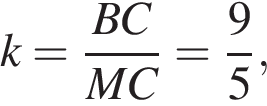 k = BC/MC = 9/5,